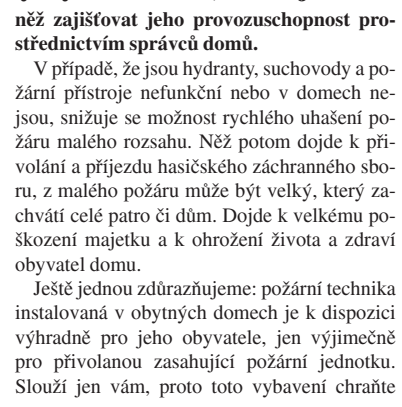 něž zajišťovat jeho provozuschopnost pro-
střednictvím správců domů.
V případě, že jsou hydranty, suchovody a po-
žární přístroje nefunkční nebo v domech ne-
jsou, snižuje se možnost rychlého uhašení po-
žáru malého rozsahu. Něž potom dojde k při-
volání a příjezdu hasičského záchranného sbo-
ru, z malého požáru může být velký, který za-
chvátí celé patro či dům. Dojde k velkému po-
škození majetku a k ohrožení života a zdraví
obyvatel domu.
Ještě jednou zdůrazňujeme: požární technika
instalovaná v obytných domech je k dispozici
výhradně pro jeho obyvatele, jen výjimečně
pro přivolanou zasahující požární jednotku.
Slouží jen vám, proto toto vybavení chraňte